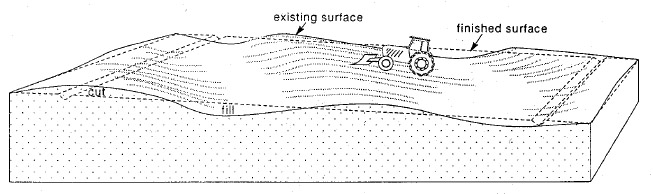 existing surface
finished surface
cut
fill